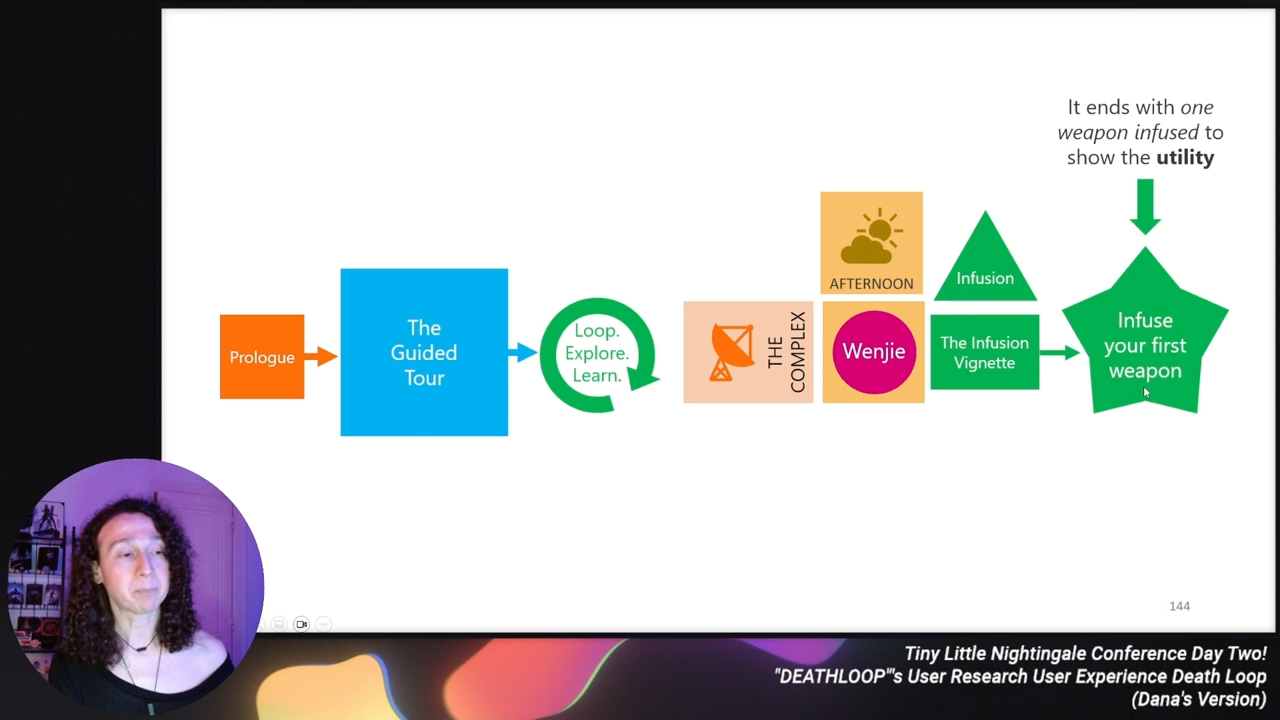 It ends with one
weapon infused to
show the utility
AFTERNOON
Infusion
Prologue
The
Guided
Tour
Loop.
Explore.
Learn.
THE
COMPLEX
Wenjie
The Infusion
Vignette
Infuse
your first
weapon
144
Tiny Little Nightingale Conference Day Two!
"DEATHLOOP"'s User Research User Experience Death Loop
(Dana's Version)